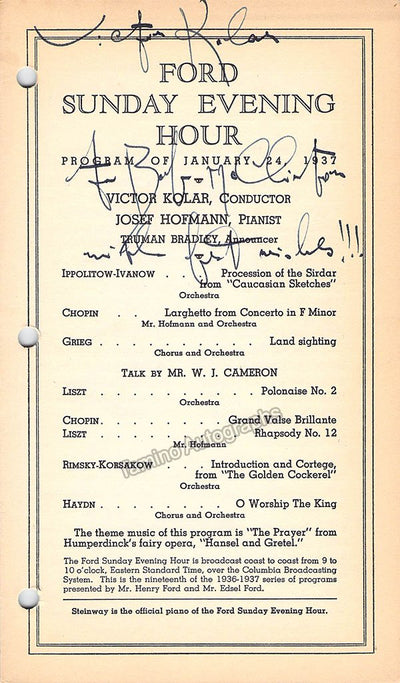 Victor Kolar
FORD
SUNDAY EVENING
HOUR
PROGRAM OF JANUARY 24, 1937
VICTOR KOLAR, CONDUCTOR
JOSEF HOFMANN, PIANIST
TRUMAN BRADLEY, Announcer
with best wishes!!!
IPPOLITOW-IVANOW . . . Procession of the Sirdar
from "Caucasian Sketches"
Orchestra
CHOPIN . . Larghetto from Concerto in F Minor
Mr. Hofmann and Orchestra
GRIEG . . . . . . . . . . Land sighting
Chorus and Orchestra
TALK BY MR. W. J. CAMERON
LISZT . . . . . . . . . . Polonaise No. 2
Orchestra
CHOPIN . . . . . . . . Grand Valse Brillante
LISZT . . . . . . . . . . Rhapsody No. 12
Mr. Hofmann
Tamino Autographs
RIMSKY-KORSAKOW . . . Introduction and Cortege,
from "The Golden Cockerel"
Orchestra
HAYDN . . . . . . . . O Worship The King
Chorus and Orchestra
The theme music of this program is "The Prayer" from
Humperdinck's fairy opera, "Hansel and Gretel."
The Ford Sunday Evening Hour is broadcast coast to coast from 9 to
10 o'clock, Eastern Standard Time, over the Columbia Broadcasting
System. This is the nineteenth of the 1936-1937 series of programs
presented by Mr. Henry Ford and Mr. Edsel Ford.
Steinway is the official piano of the Ford Sunday Evening Hour.